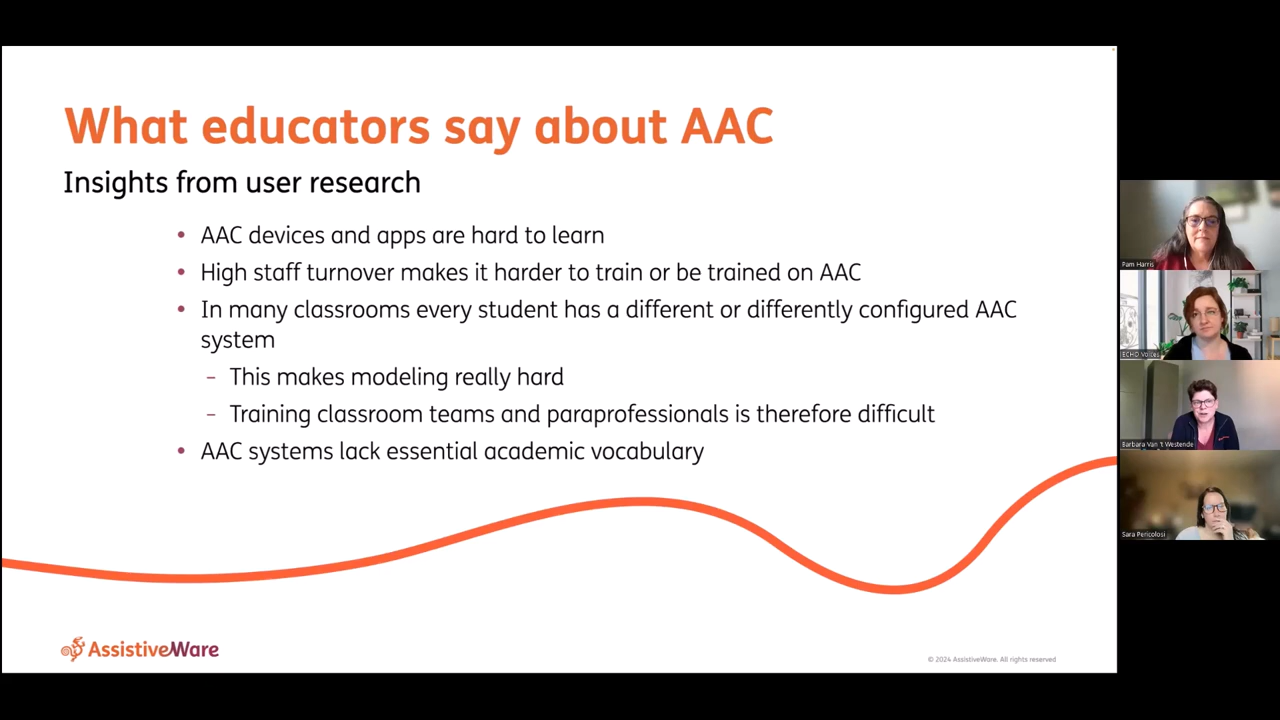 What educators say about AAC
Insights from user research
• AAC devices and apps are hard to learn
• High staff turnover makes it harder to train or be trained on AAC
• In many classrooms every student has a different or differently configured AAC
system
– This makes modeling really hard
– Training classroom teams and paraprofessionals is therefore difficult
• AAC systems lack essential academic vocabulary
AssistiveWare
© 2024 AssistiveWare. All rights reserved
Pam Harris
ECHO Voices
Barbara Van 't Westende
Sara Pericolosi